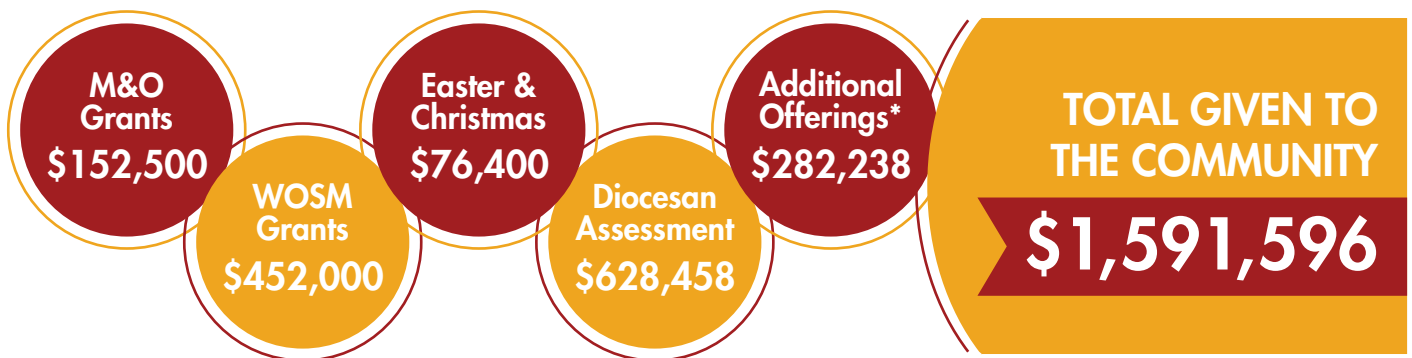 M&O
Grants
$152,500
WOSM
Grants
$452,000
Easter &
Christmas
$76,400
Diocesan
Assessment
$628,458
Additional
Offerings*
$282,238
TOTAL GIVEN TO
THE COMMUNITY
$1,591,596